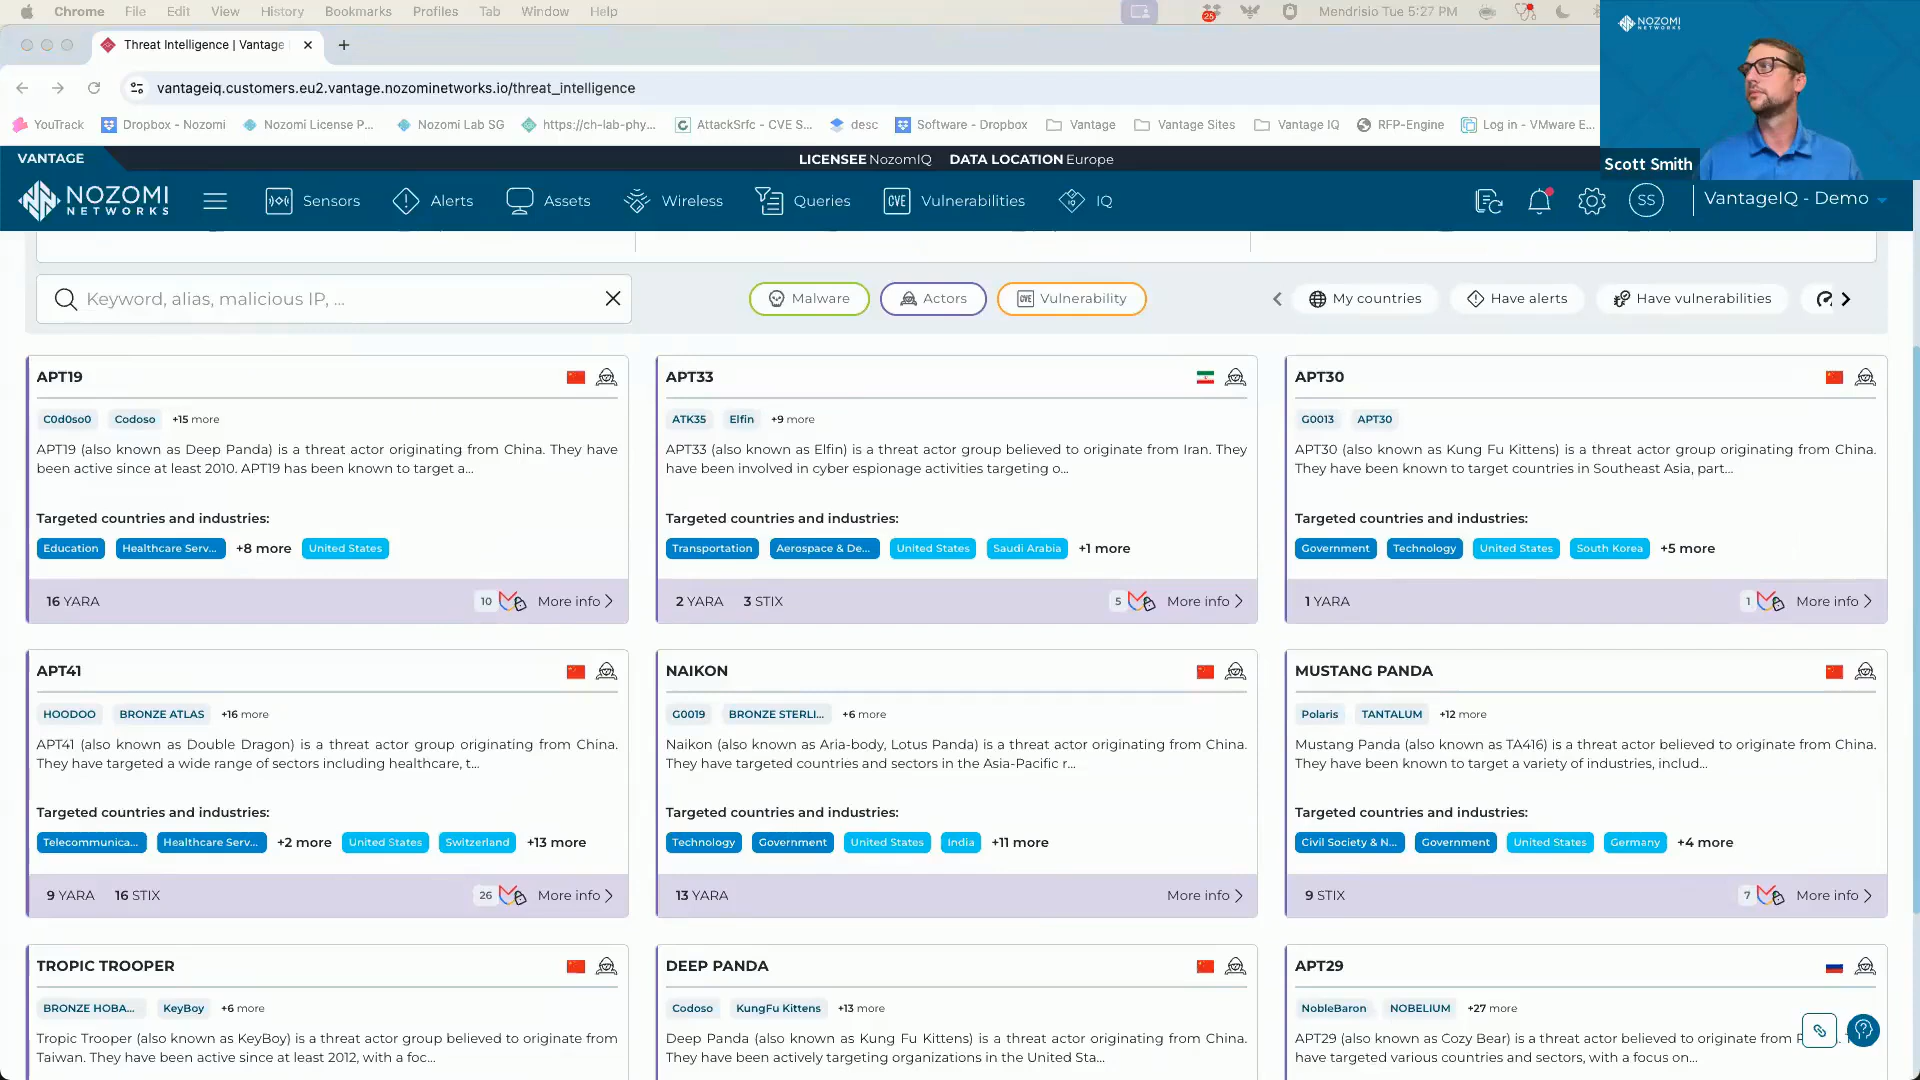 Chrome File Edit View History Bookmarks Profiles Tab Window Help
25
Mendrisio Tue 5:27 PM
NOZOMI
NETWORKS
Threat Intelligence | Vantage
vantageiq.customers.eu2.vantage.nozominetworks.io/threat_intelligence
YouTrack Dropbox - Nozomi Nozomi License P... Nozomi Lab SG https://ch-lab-phy... AttackSrfc - CVE S... desc Software - Dropbox Vantage Vantage Sites Vantage IQ RFP-Engine Log in - VMware E...
VANTAGE
LICENSEE NozomIQ DATA LOCATION Europe
Scott Smith
NOZOMI
NETWORKS
Sensors Alerts Assets Wireless Queries CVE Vulnerabilities IQ IQ
SS
VantageIQ - Demo
Keyword, alias, malicious IP, ...
Malware Actors CVE Vulnerability
My countries Have alerts Have vulnerabilities
APT19
C0d0so0 Codoso +15 more
APT19 (also known as Deep Panda) is a threat actor originating from China. They have
been active since at least 2010. APT19 has been known to target a...
Targeted countries and industries:
Education Healthcare Serv... +8 more United States
16 YARA 10 More info
APT33
ATK35 Elfin +9 more
APT33 (also known as Elfin) is a threat actor group believed to originate from Iran. They
have been involved in cyber espionage activities targeting o...
Targeted countries and industries:
Transportation Aerospace & De... United States Saudi Arabia +1 more
2 YARA 3 STIX 5 More info
APT30
G0013 APT30
APT30 (also known as Kung Fu Kittens) is a threat actor group originating from China.
They have been known to target countries in Southeast Asia, part...
Targeted countries and industries:
Government Technology United States South Korea +5 more
1 YARA 1 More info
APT41
HOODOO BRONZE ATLAS +16 more
APT41 (also known as Double Dragon) is a threat actor group originating from China.
They have targeted a wide range of sectors including healthcare, t...
Targeted countries and industries:
Telecommunica... Healthcare Serv... +2 more United States Switzerland +13 more
9 YARA 16 STIX 26 More info
NAIKON
G0019 BRONZE STERLI... +6 more
Naikon (also known as Aria-body, Lotus Panda) is a threat actor originating from China.
They have targeted countries and sectors in the Asia-Pacific r...
Targeted countries and industries:
Technology Government United States India +11 more
13 YARA More info
MUSTANG PANDA
Polaris TANTALUM +12 more
Mustang Panda (also known as TA416) is a threat actor believed to originate from China.
They have been known to target a variety of industries, includ...
Targeted countries and industries:
Civil Society & N... Government United States Germany +4 more
9 STIX 7 More info
TROPIC TROOPER
BRONZE HOBA... KeyBoy +6 more
Tropic Trooper (also known as KeyBoy) is a threat actor group believed to originate from
Taiwan. They have been active since at least 2012, with a foc...
DEEP PANDA
Codoso KungFu Kittens +13 more
Deep Panda (also known as Kung Fu Kittens) is a threat actor group originating from China.
They have been actively targeting organizations in the United Sta...
APT29
NobleBaron NOBELIUM +27 more
APT29 (also known as Cozy Bear) is a threat actor believed to originate from
have targeted various countries and sectors, with a focus on...